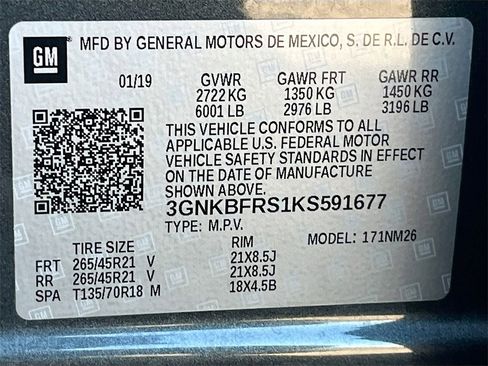 GM MFD BY GENERAL MOTORS DE MEXICO, S. DE R.L. DE C.V.
01/19 GVWR GAWR FRT GAWR RR
2722 KG 1350 KG 1450 KG
6001 LB 2976 LB 3196 LB
THIS VEHICLE CONFORMS TO ALL
APPLICABLE U.S. FEDERAL MOTOR
VEHICLE SAFETY STANDARDS IN EFFECT
ON THE DATE OF MANUFACTURE
SHOWN ABOVE.
3GNKBFRS1KS591677
TYPE: M.P.V. MODEL: 171NM26
TIRE SIZE RIM
FRT 265/45R21 V 21X8.5J
RR 265/45R21 V 21X8.5J
SPA T135/70R18 M 18X4.5B